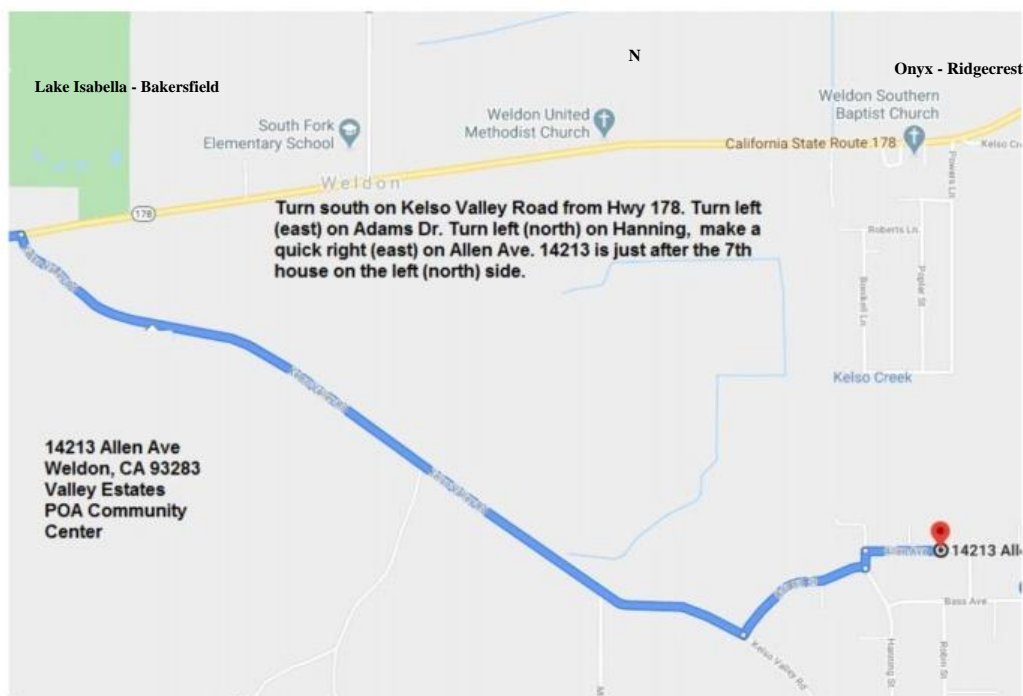 N
Lake Isabella - Bakersfield
Onyx - Ridgecrest
South Fork
Elementary School
Weldon United
Methodist Church
Weldon Southern
Baptist Church
California State Route 178
Kelso Cr
Powers Ln
Weldon
178
Turn south on Kelso Valley Road from Hwy 178. Turn left
(east) on Adams Dr. Turn left (north) on Hanning, make a
quick right (east) on Allen Ave. 14213 is just after the 7th
house on the left (north) side.
Roberts Ln
Poplar St
Kelso Creek
14213 Allen Ave
Weldon, CA 93283
Valley Estates
POA Community
Center
14213 All
Bass Ave
Hanning St
Robin St
Kelso Valley Rd